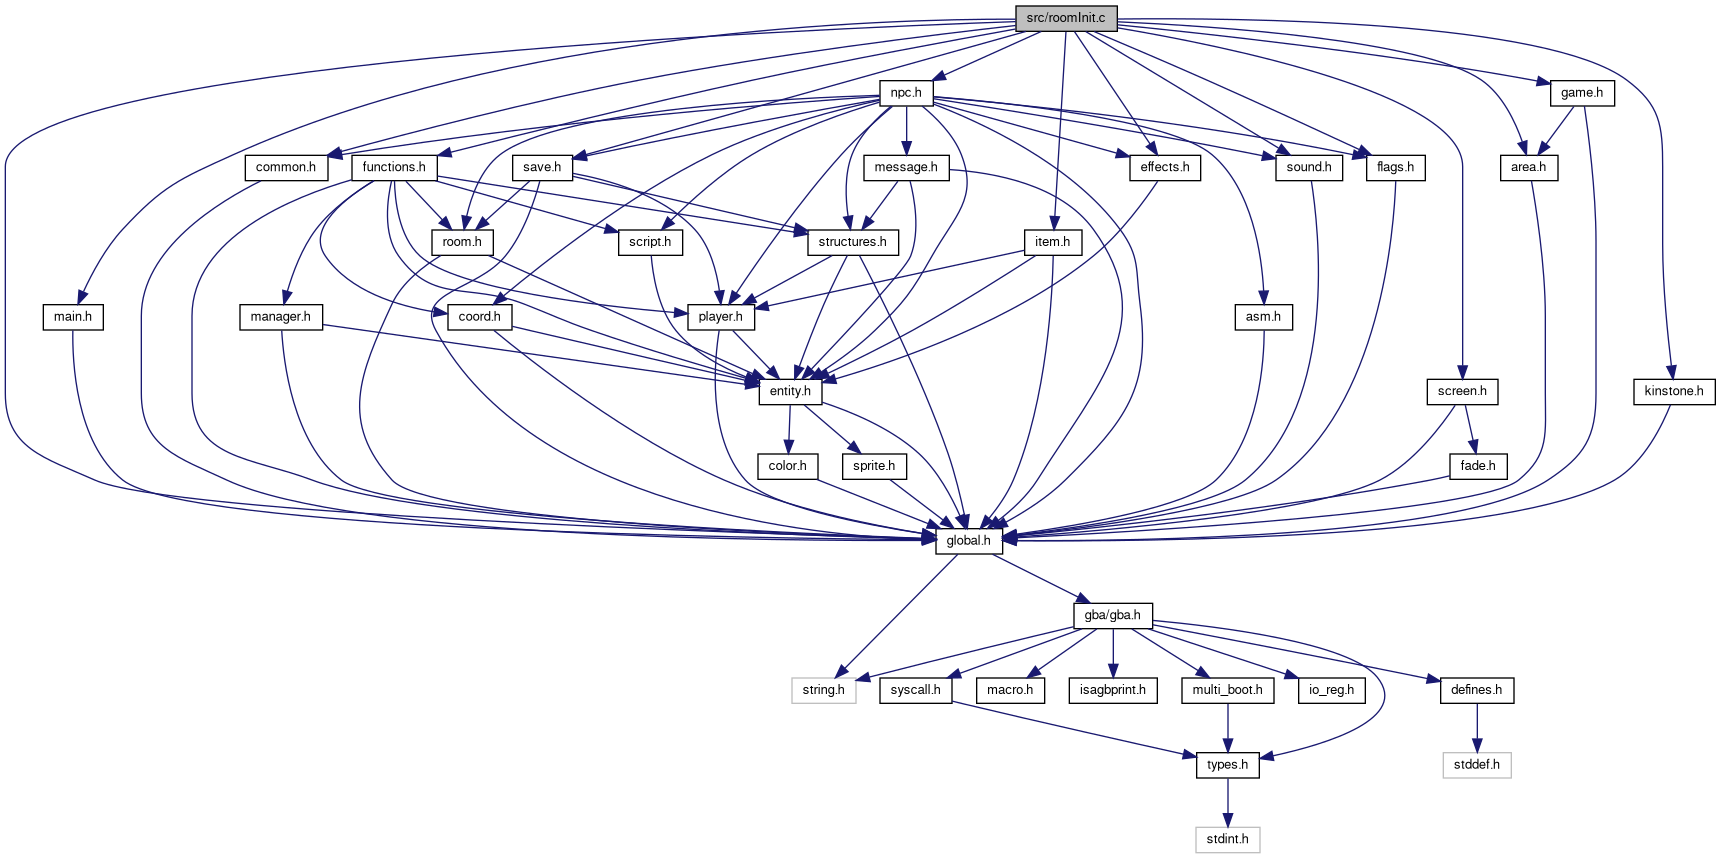 src/roomInit.c
npc.h
game.h
common.h
functions.h
save.h
message.h
effects.h
sound.h
flags.h
area.h
room.h
script.h
structures.h
item.h
main.h
manager.h
coord.h
player.h
asm.h
entity.h
screen.h
kinstone.h
color.h
sprite.h
fade.h
global.h
gba/gba.h
string.h
syscall.h
macro.h
isagbprint.h
multi_boot.h
io_reg.h
defines.h
types.h
stddef.h
stdint.h